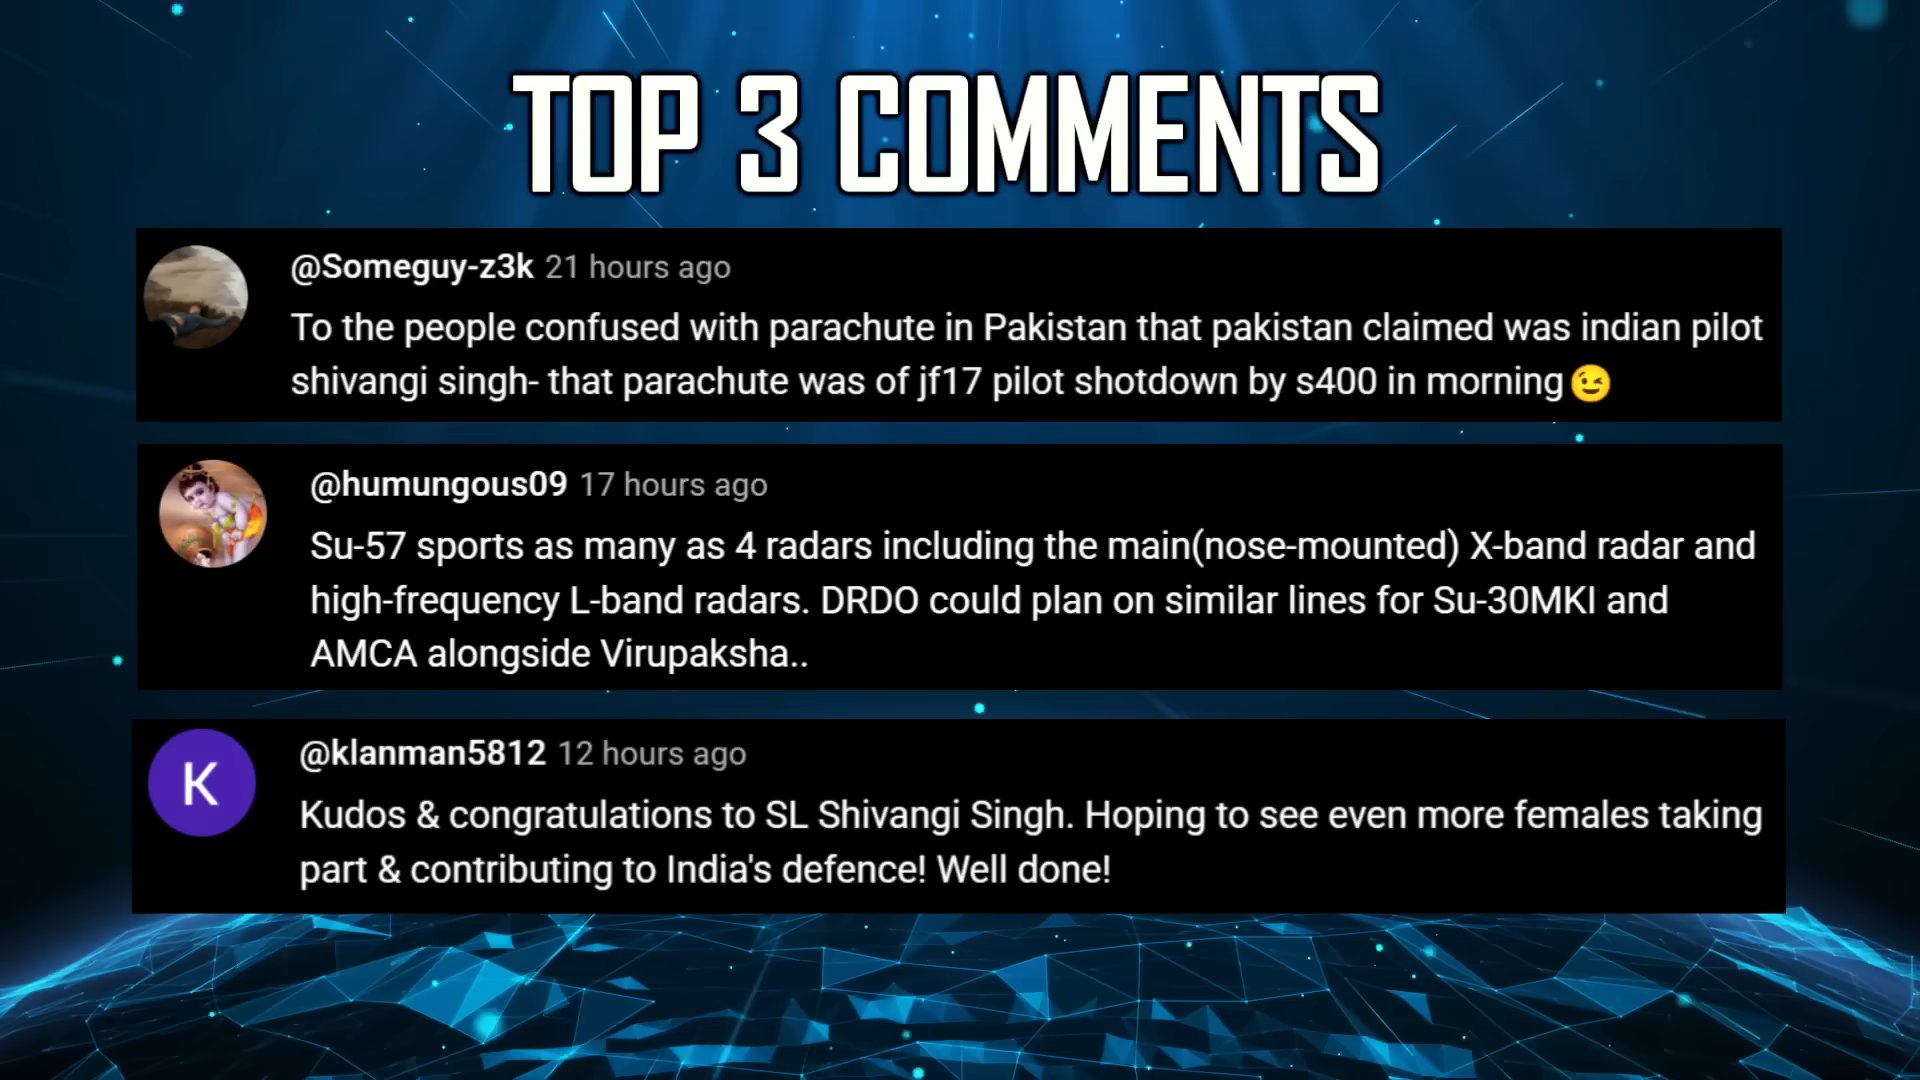 TOP 3 COMMENTS
@Someguy-z3k 21 hours ago
To the people confused with parachute in Pakistan that pakistan claimed was indian pilot
shivangi singh- that parachute was of jf17 pilot shotdown by s400 in morning😉
@humungous09 17 hours ago
Su-57 sports as many as 4 radars including the main(nose-mounted) X-band radar and
high-frequency L-band radars. DRDO could plan on similar lines for Su-30MKI and
AMCA alongside Virupaksha..
K
@klanman5812 12 hours ago
Kudos & congratulations to SL Shivangi Singh. Hoping to see even more females taking
part & contributing to India's defence! Well done!